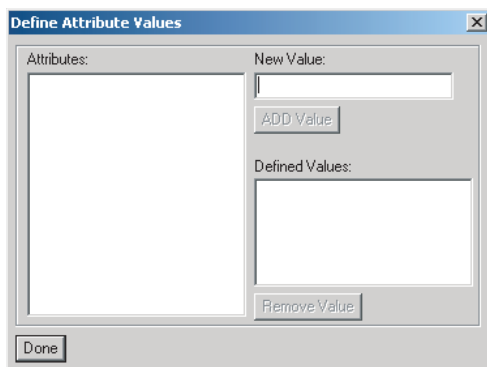 Define Attribute Values
Attributes:
New Value:
ADD Value
Defined Values:
Remove Value
Done